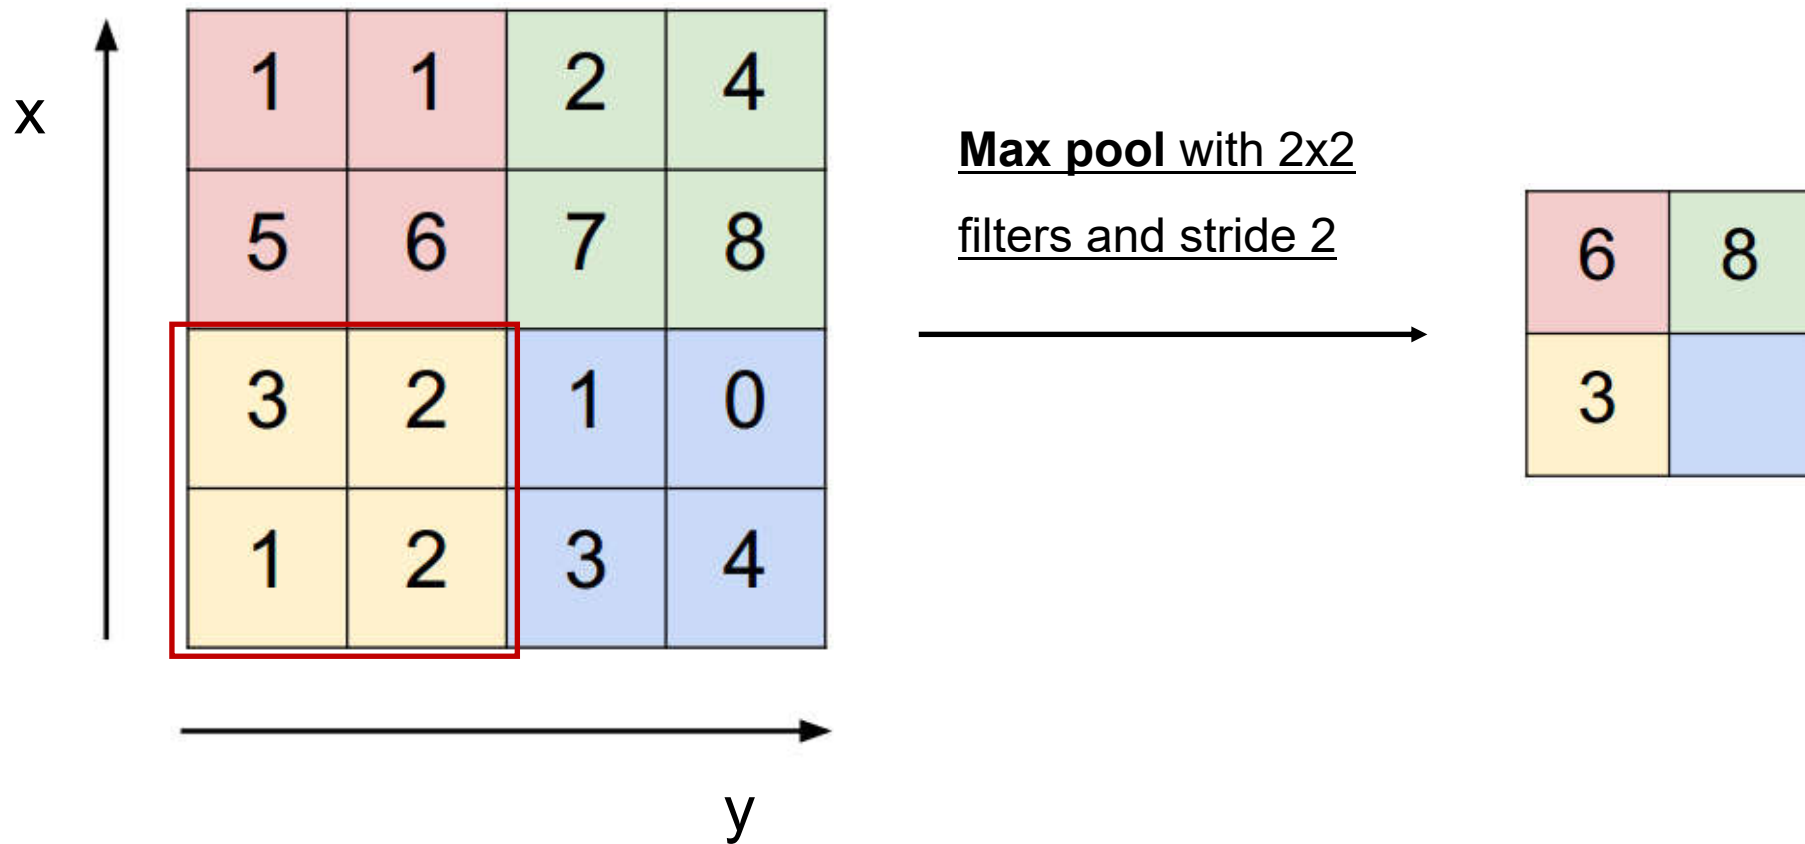 x
1 1 2 4
5 6 7 8
3 2 1 0
1 2 3 4
y
Max pool with 2x2
filters and stride 2
6 8
3